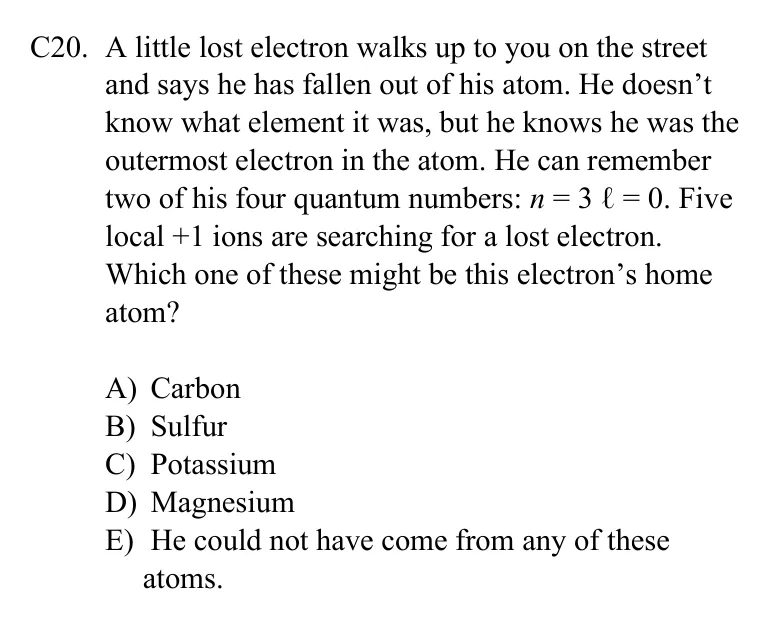 C20. A little lost electron walks up to you on the street
and says he has fallen out of his atom. He doesn’t
know what element it was, but he knows he was the
outermost electron in the atom. He can remember
two of his four quantum numbers: n = 3 ℓ = 0. Five
local +1 ions are searching for a lost electron.
Which one of these might be this electron’s home
atom?
A) Carbon
B) Sulfur
C) Potassium
D) Magnesium
E) He could not have come from any of these
atoms.